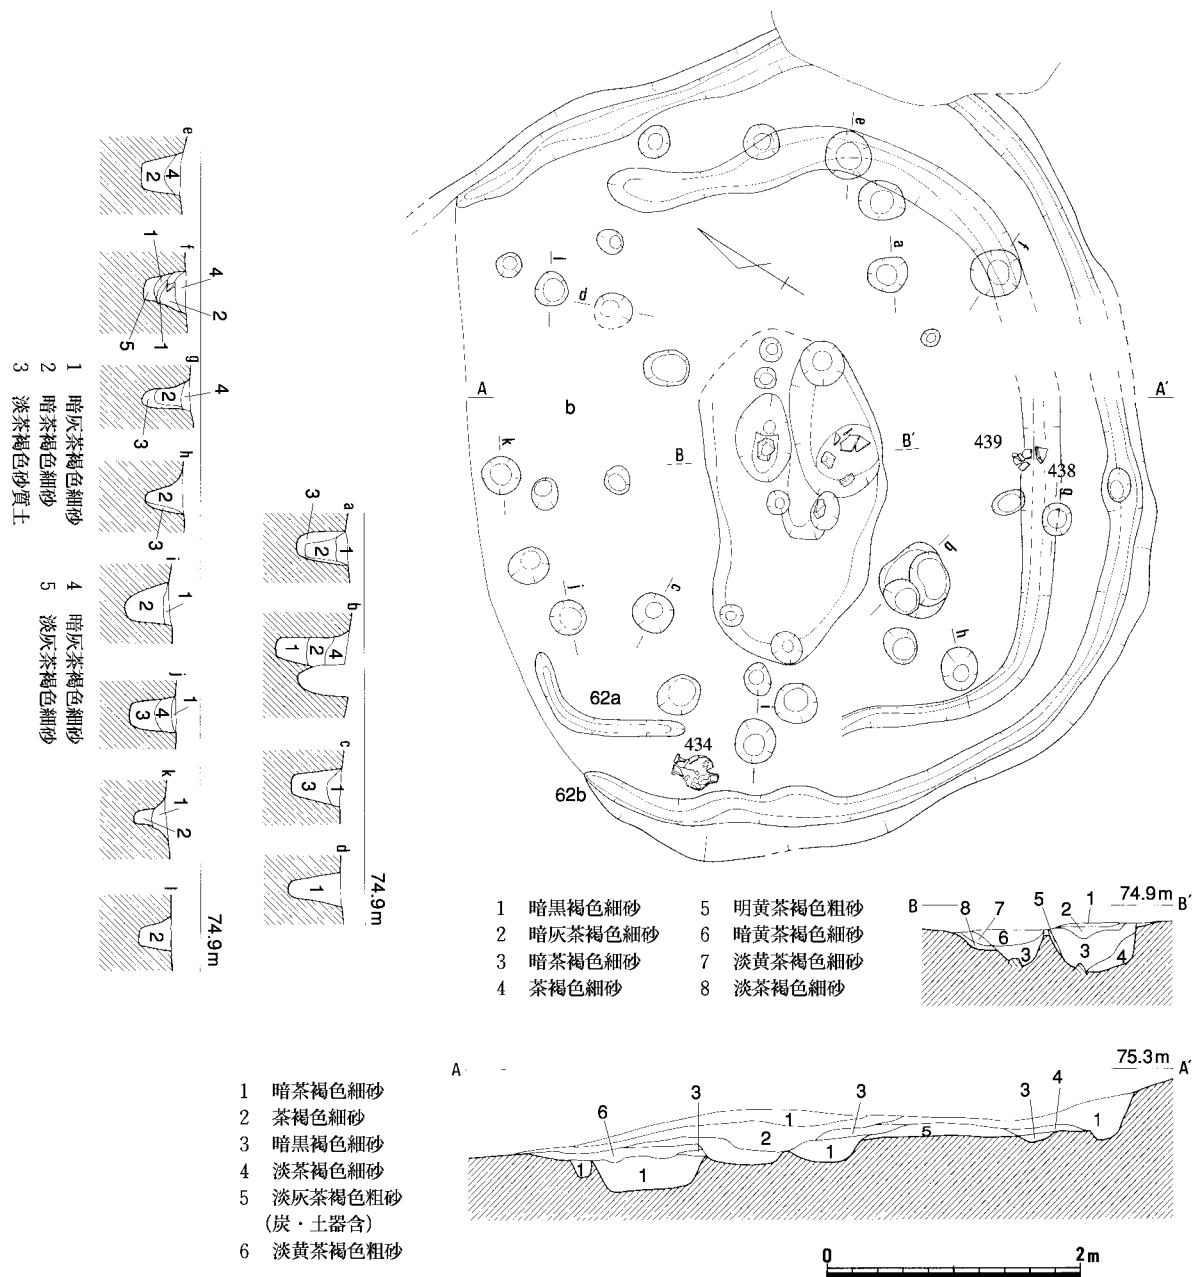 e
f
g
h
i
j
k
l
74.9m
4
2
1
4
2
1
5
4
2
3
2
3
1
2
1
4
3
1
2
2
1 暗灰茶褐色細砂
2 暗茶褐色細砂
3 淡茶褐色砂質土
4 暗灰茶褐色細砂
5 淡灰茶褐色細砂
a
b
c
d
74.9m
3
2
1
1
2
4
3
1
1
e
a
f
l
d
A
A′
b
k
B
B′
439
438
g
b
j
c
h
i
62a
434
62b
1 暗黒褐色細砂
2 暗灰茶褐色細砂
3 暗茶褐色細砂
4 茶褐色細砂
5 明黄茶褐色粗砂
6 暗黄茶褐色細砂
7 淡黄茶褐色細砂
8 淡茶褐色細砂
B
74.9m
B′
8
7
6
5
2
1
3
3
4
1 暗茶褐色細砂
2 茶褐色細砂
3 暗黒褐色細砂
4 淡茶褐色細砂
5 淡灰茶褐色粗砂
(炭・土器含)
6 淡黄茶褐色粗砂
A
75.3m
A′
6
3
1
3
3
4
1
2
5
1
1
1
0
2m